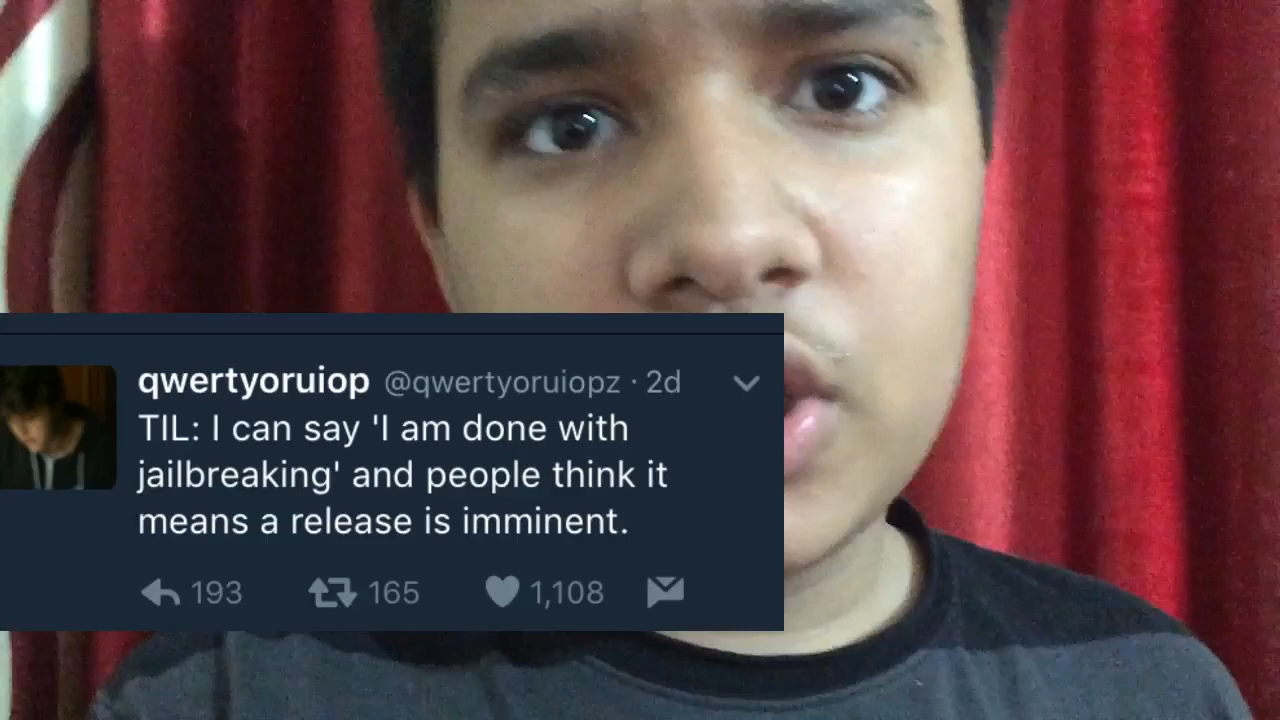 qwertyoruiop @qwertyoruiopz · 2d
TIL: I can say 'I am done with
jailbreaking' and people think it
means a release is imminent.
193 165 1,108